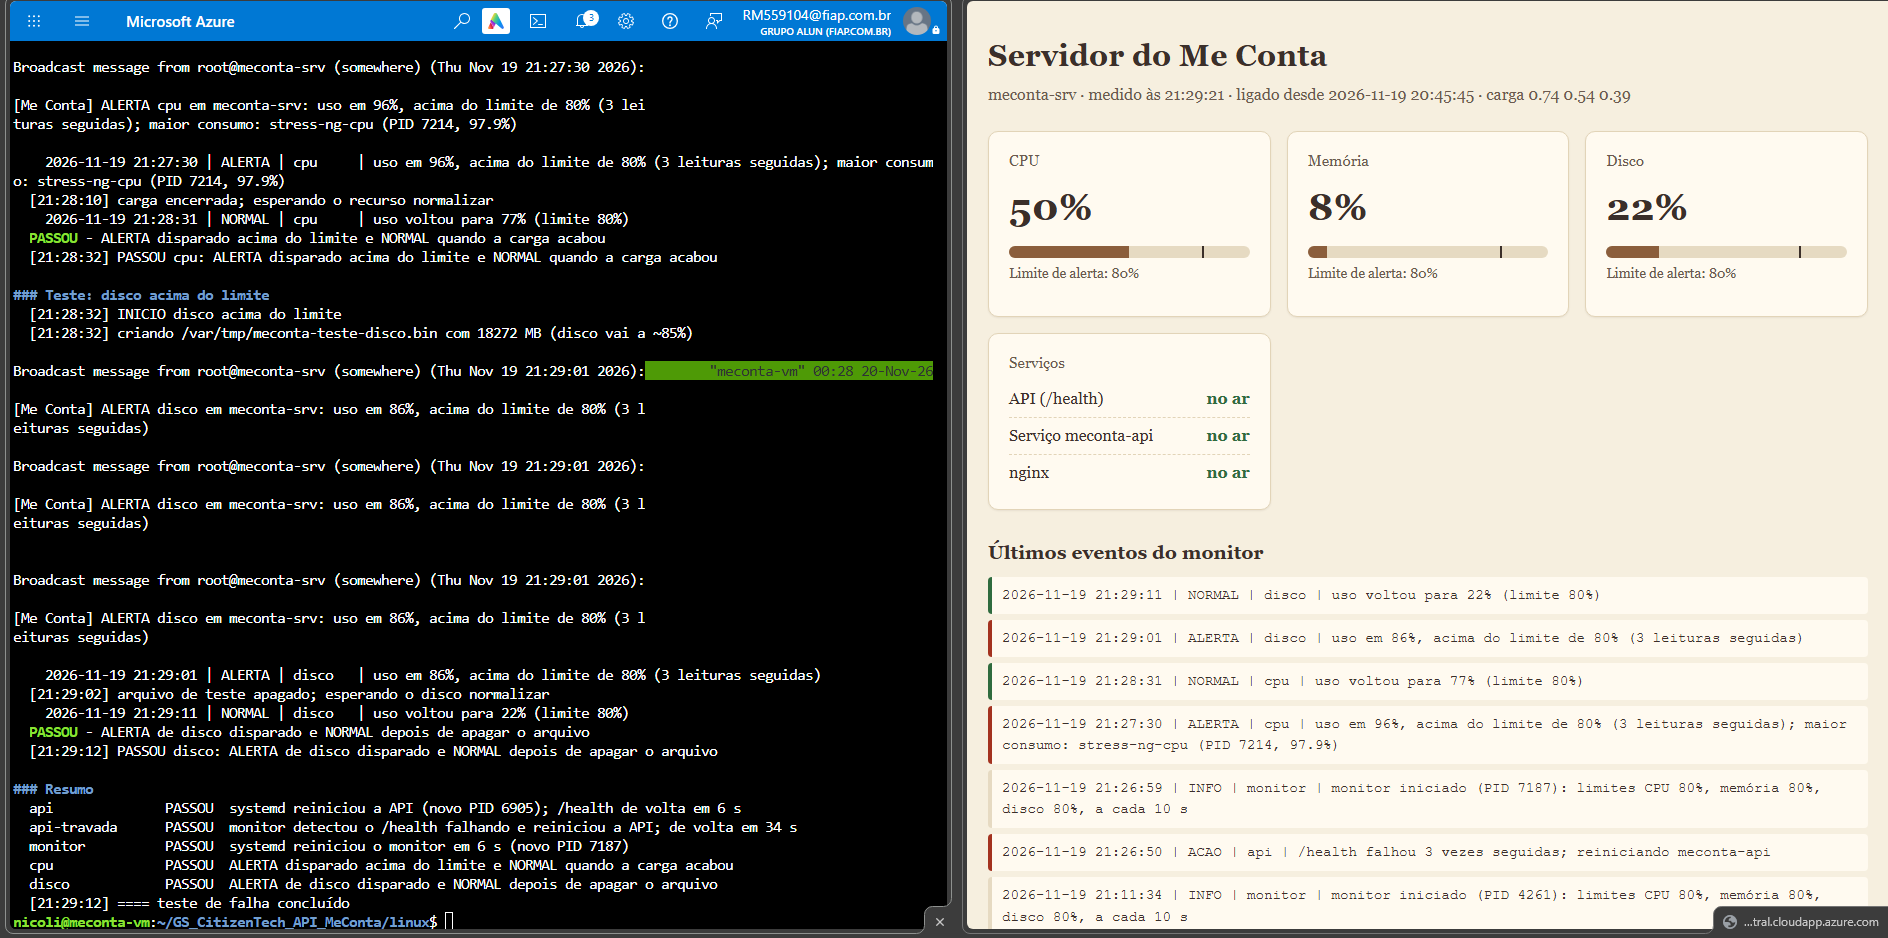 Microsoft Azure
3
RM559104@fiap.com.br
GRUPO ALUN (FIAP.COM.BR)
Broadcast message from root@meconta-srv (somewhere) (Thu Nov 19 21:27:30 2026):
[Me Conta] ALERTA cpu em meconta-srv: uso em 96%, acima do limite de 80% (3 lei
turas seguidas); maior consumo: stress-ng-cpu (PID 7214, 97.9%)
2026-11-19 21:27:30 | ALERTA | cpu | uso em 96%, acima do limite de 80% (3 leituras seguidas); maior consum
o: stress-ng-cpu (PID 7214, 97.9%)
[21:28:10] carga encerrada; esperando o recurso normalizar
2026-11-19 21:28:31 | NORMAL | cpu | uso voltou para 77% (limite 80%)
PASSOU - ALERTA disparado acima do limite e NORMAL quando a carga acabou
[21:28:32] PASSOU cpu: ALERTA disparado acima do limite e NORMAL quando a carga acabou
### Teste: disco acima do limite
[21:28:32] INICIO disco acima do limite
[21:28:32] criando /var/tmp/meconta-teste-disco.bin com 18272 MB (disco vai a ~85%)
Broadcast message from root@meconta-srv (somewhere) (Thu Nov 19 21:29:01 2026): "meconta-vm" 00:28 20-Nov-26
[Me Conta] ALERTA disco em meconta-srv: uso em 86%, acima do limite de 80% (3 l
eituras seguidas)
Broadcast message from root@meconta-srv (somewhere) (Thu Nov 19 21:29:01 2026):
[Me Conta] ALERTA disco em meconta-srv: uso em 86%, acima do limite de 80% (3 l
eituras seguidas)
Broadcast message from root@meconta-srv (somewhere) (Thu Nov 19 21:29:01 2026):
[Me Conta] ALERTA disco em meconta-srv: uso em 86%, acima do limite de 80% (3 l
eituras seguidas)
2026-11-19 21:29:01 | ALERTA | disco | uso em 86%, acima do limite de 80% (3 leituras seguidas)
[21:29:02] arquivo de teste apagado; esperando o disco normalizar
2026-11-19 21:29:11 | NORMAL | disco | uso voltou para 22% (limite 80%)
PASSOU - ALERTA de disco disparado e NORMAL depois de apagar o arquivo
[21:29:12] PASSOU disco: ALERTA de disco disparado e NORMAL depois de apagar o arquivo
### Resumo
api PASSOU systemd reiniciou a API (novo PID 6905); /health de volta em 6 s
api-travada PASSOU monitor detectou o /health falhando e reiniciou a API; de volta em 34 s
monitor PASSOU systemd reiniciou o monitor em 6 s (novo PID 7187)
cpu PASSOU ALERTA disparado acima do limite e NORMAL quando a carga acabou
disco PASSOU ALERTA de disco disparado e NORMAL depois de apagar o arquivo
[21:29:12] ==== teste de falha concluído
nicoli@meconta-vm:~/GS_CitizenTech_API_MeConta/linux$
Servidor do Me Conta
meconta-srv · medido às 21:29:21 · ligado desde 2026-11-19 20:45:45 · carga 0.74 0.54 0.39
CPU
50%
Limite de alerta: 80%
Memória
8%
Limite de alerta: 80%
Disco
22%
Limite de alerta: 80%
Serviços
API (/health) no ar
Serviço meconta-api no ar
nginx no ar
Últimos eventos do monitor
2026-11-19 21:29:11 | NORMAL | disco | uso voltou para 22% (limite 80%)
2026-11-19 21:29:01 | ALERTA | disco | uso em 86%, acima do limite de 80% (3 leituras seguidas)
2026-11-19 21:28:31 | NORMAL | cpu | uso voltou para 77% (limite 80%)
2026-11-19 21:27:30 | ALERTA | cpu | uso em 96%, acima do limite de 80% (3 leituras seguidas); maior
consumo: stress-ng-cpu (PID 7214, 97.9%)
2026-11-19 21:26:59 | INFO | monitor | monitor iniciado (PID 7187): limites CPU 80%, memória 80%,
disco 80%, a cada 10 s
2026-11-19 21:26:50 | ACAO | api | /health falhou 3 vezes seguidas; reiniciando meconta-api
2026-11-19 21:11:34 | INFO | monitor | monitor iniciado (PID 4261): limites CPU 80%, memória 80%,
disco 80%, a cada 10 s
...tral.cloudapp.azure.com